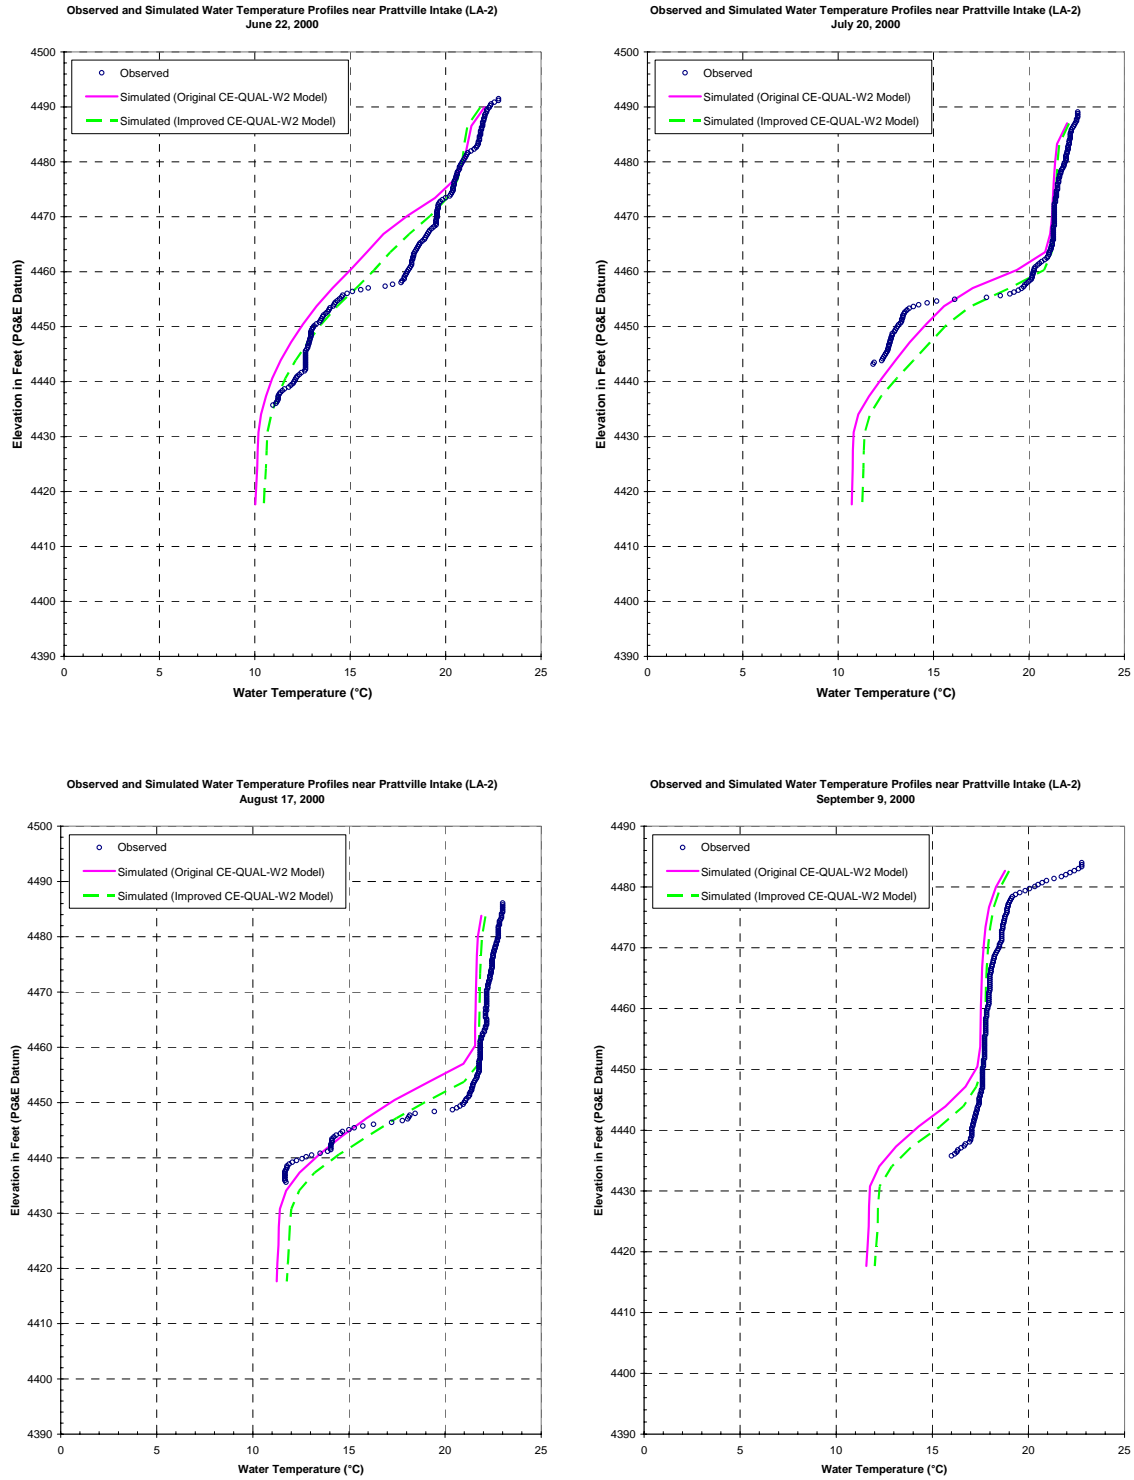 Observed and Simulated Water Temperature Profiles near Prattville Intake (LA-2)
June 22, 2000
4500
4490
4480
4470
4460
4450
4440
4430
4420
4410
4400
4390
Elevation in Feet (PG&E Datum)
Observed
Simulated (Original CE-QUAL-W2 Model)
Simulated (Improved CE-QUAL-W2 Model)
0 5 10 15 20 25
Water Temperature (°C)
Observed and Simulated Water Temperature Profiles near Prattville Intake (LA-2)
July 20, 2000
4500
4490
4480
4470
4460
4450
4440
4430
4420
4410
4400
4390
Elevation in Feet (PG&E Datum)
Observed
Simulated (Original CE-QUAL-W2 Model)
Simulated (Improved CE-QUAL-W2 Model)
0 5 10 15 20 25
Water Temperature (°C)
Observed and Simulated Water Temperature Profiles near Prattville Intake (LA-2)
August 17, 2000
4500
4490
4480
4470
4460
4450
4440
4430
4420
4410
4400
4390
Elevation in Feet (PG&E Datum)
Observed
Simulated (Original CE-QUAL-W2 Model)
Simulated (Improved CE-QUAL-W2 Model)
0 5 10 15 20 25
Water Temperature (°C)
Observed and Simulated Water Temperature Profiles near Prattville Intake (LA-2)
September 9, 2000
4490
4480
4470
4460
4450
4440
4430
4420
4410
4400
4390
Elevation in Feet (PG&E Datum)
Observed
Simulated (Original CE-QUAL-W2 Model)
Simulated (Improved CE-QUAL-W2 Model)
0 5 10 15 20 25
Water Temperature (°C)